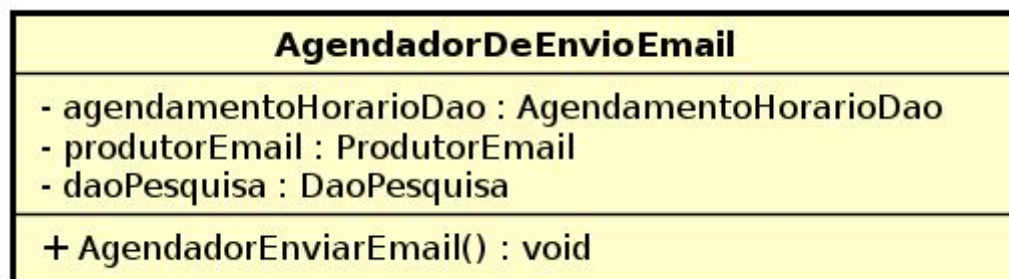 AgendadorDeEnvioEmail
- agendamentoHorarioDao : AgendamentoHorarioDao
- produtorEmail : ProdutorEmail
- daoPesquisa : DaoPesquisa
+ AgendadorEnviarEmail() : void